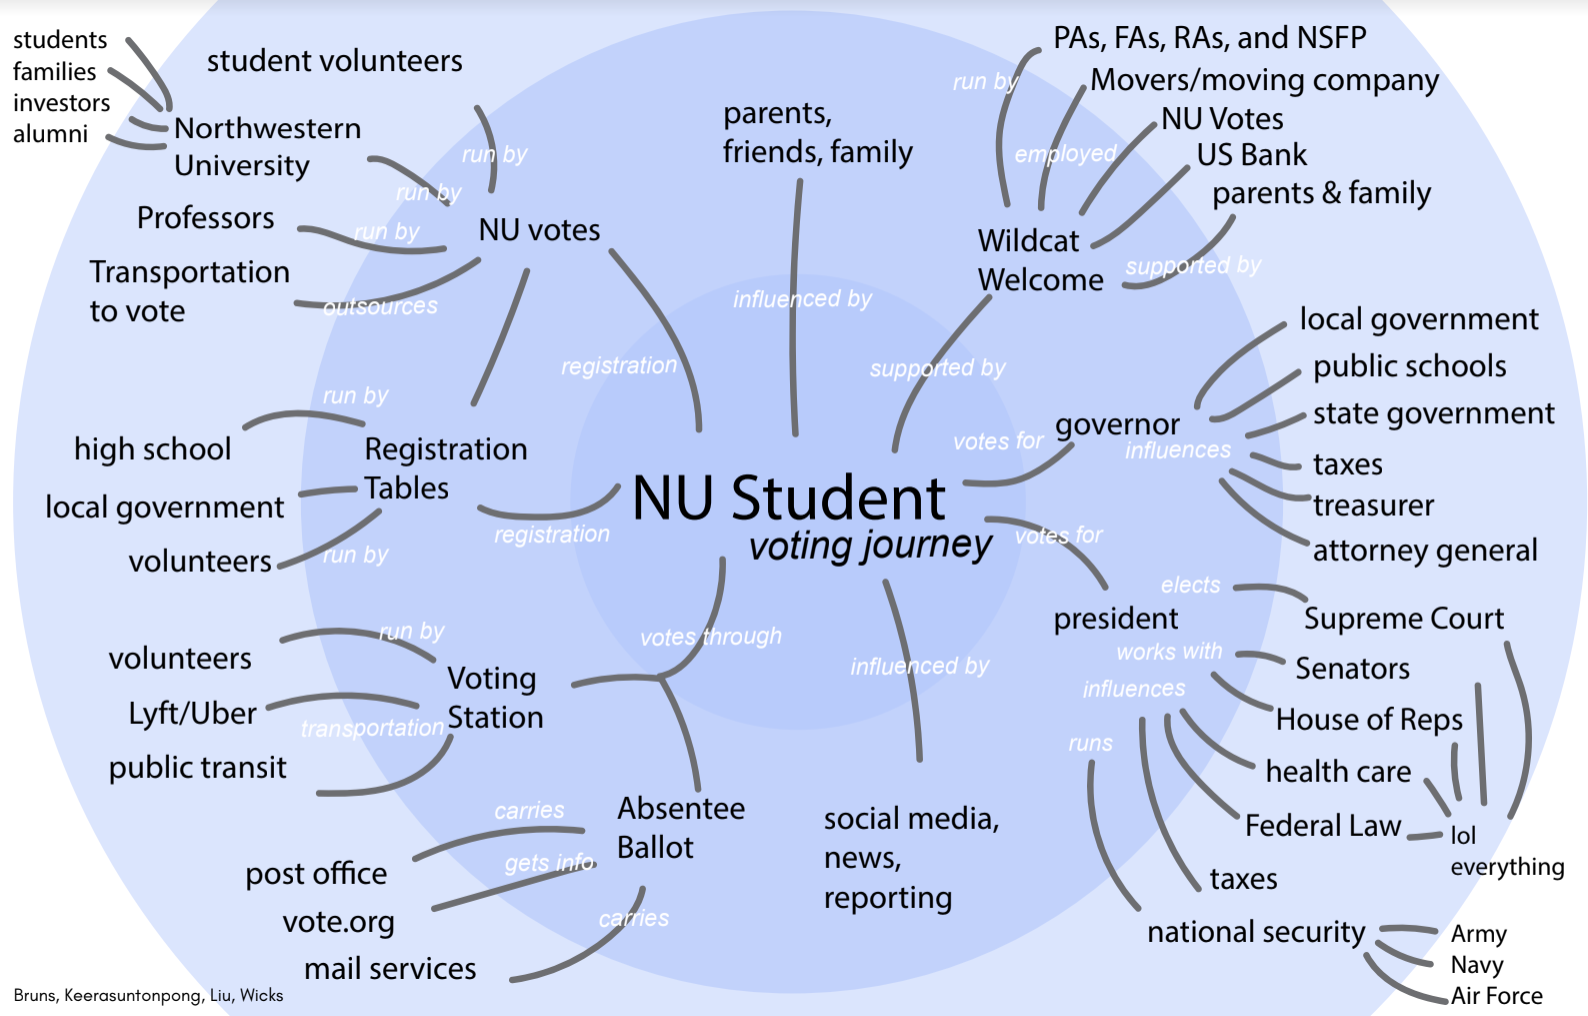 students
families
investors
alumni
student volunteers
run by
Northwestern
University
run by
Professors
run by
Transportation
to vote
outsources
NU votes
registration
parents,
friends, family
influenced by
PAs, FAs, RAs, and NSFP
run by
Movers/moving company
employed
NU Votes
US Bank
parents & family
Wildcat
Welcome
supported by
supported by
local government
public schools
state government
taxes
treasurer
attorney general
governor
influences
votes for
run by
high school
local government
volunteers
run by
Registration
Tables
registration
NU Student
voting journey
votes for
president
elects
Supreme Court
works with
Senators
influences
House of Reps
runs
health care
Federal Law
lol
everything
taxes
national security
Army
Navy
Air Force
votes through
influenced by
social media,
news,
reporting
volunteers
run by
Lyft/Uber
transportation
public transit
Voting
Station
Absentee
Ballot
carries
post office
gets info
vote.org
carries
mail services
Bruns, Keerasuntonpong, Liu, Wicks